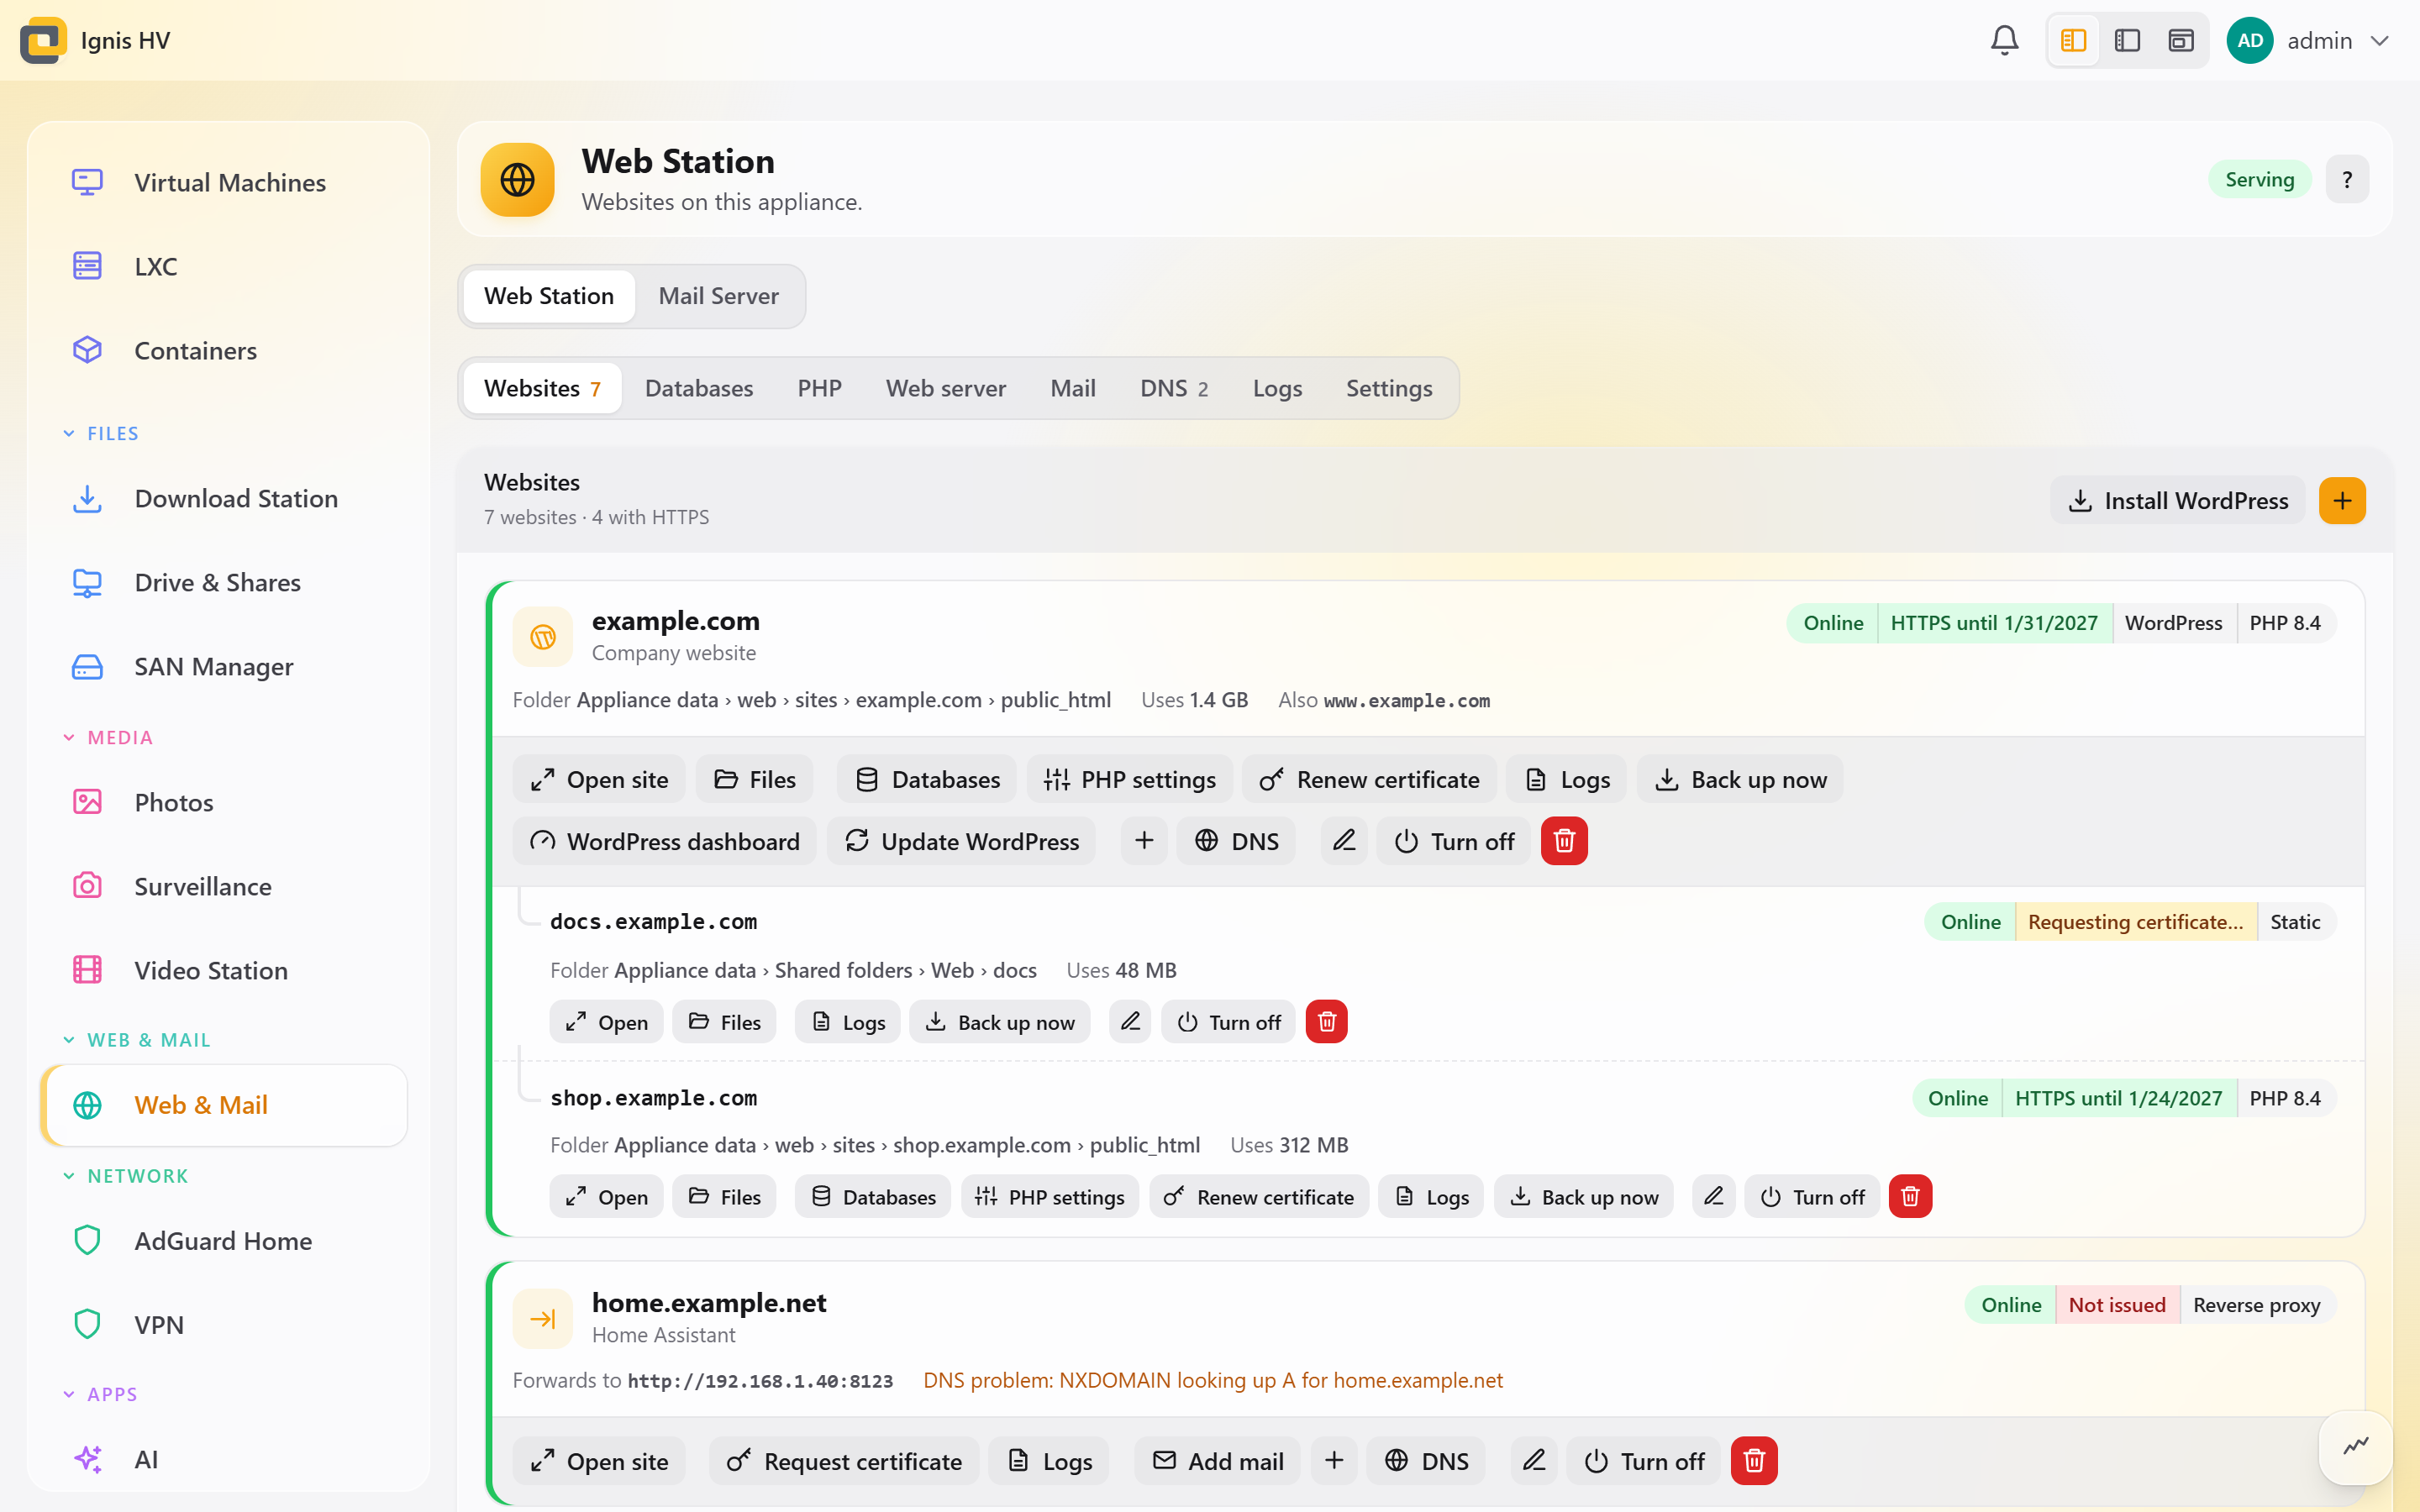 Ignis HV
AD admin
Virtual Machines
LXC
Containers
FILES
Download Station
Drive & Shares
SAN Manager
MEDIA
Photos
Surveillance
Video Station
WEB & MAIL
Web & Mail
NETWORK
AdGuard Home
VPN
APPS
AI
Web Station
Websites on this appliance.
Serving ?
Web Station Mail Server
Websites 7 Databases PHP Web server Mail DNS 2 Logs Settings
Websites
7 websites · 4 with HTTPS
Install WordPress +
example.com
Company website
Online HTTPS until 1/31/2027 WordPress PHP 8.4
Folder Appliance data › web › sites › example.com › public_html Uses 1.4 GB Also www.example.com
Open site Files Databases PHP settings Renew certificate Logs Back up now
WordPress dashboard Update WordPress + DNS Turn off
docs.example.com
Online Requesting certificate... Static
Folder Appliance data › Shared folders › Web › docs Uses 48 MB
Open Files Logs Back up now Turn off
shop.example.com
Online HTTPS until 1/24/2027 PHP 8.4
Folder Appliance data › web › sites › shop.example.com › public_html Uses 312 MB
Open Files Databases PHP settings Renew certificate Logs Back up now Turn off
home.example.net
Home Assistant
Online Not issued Reverse proxy
Forwards to http://192.168.1.40:8123 DNS problem: NXDOMAIN looking up A for home.example.net
Open site Request certificate Logs Add mail + DNS Turn off